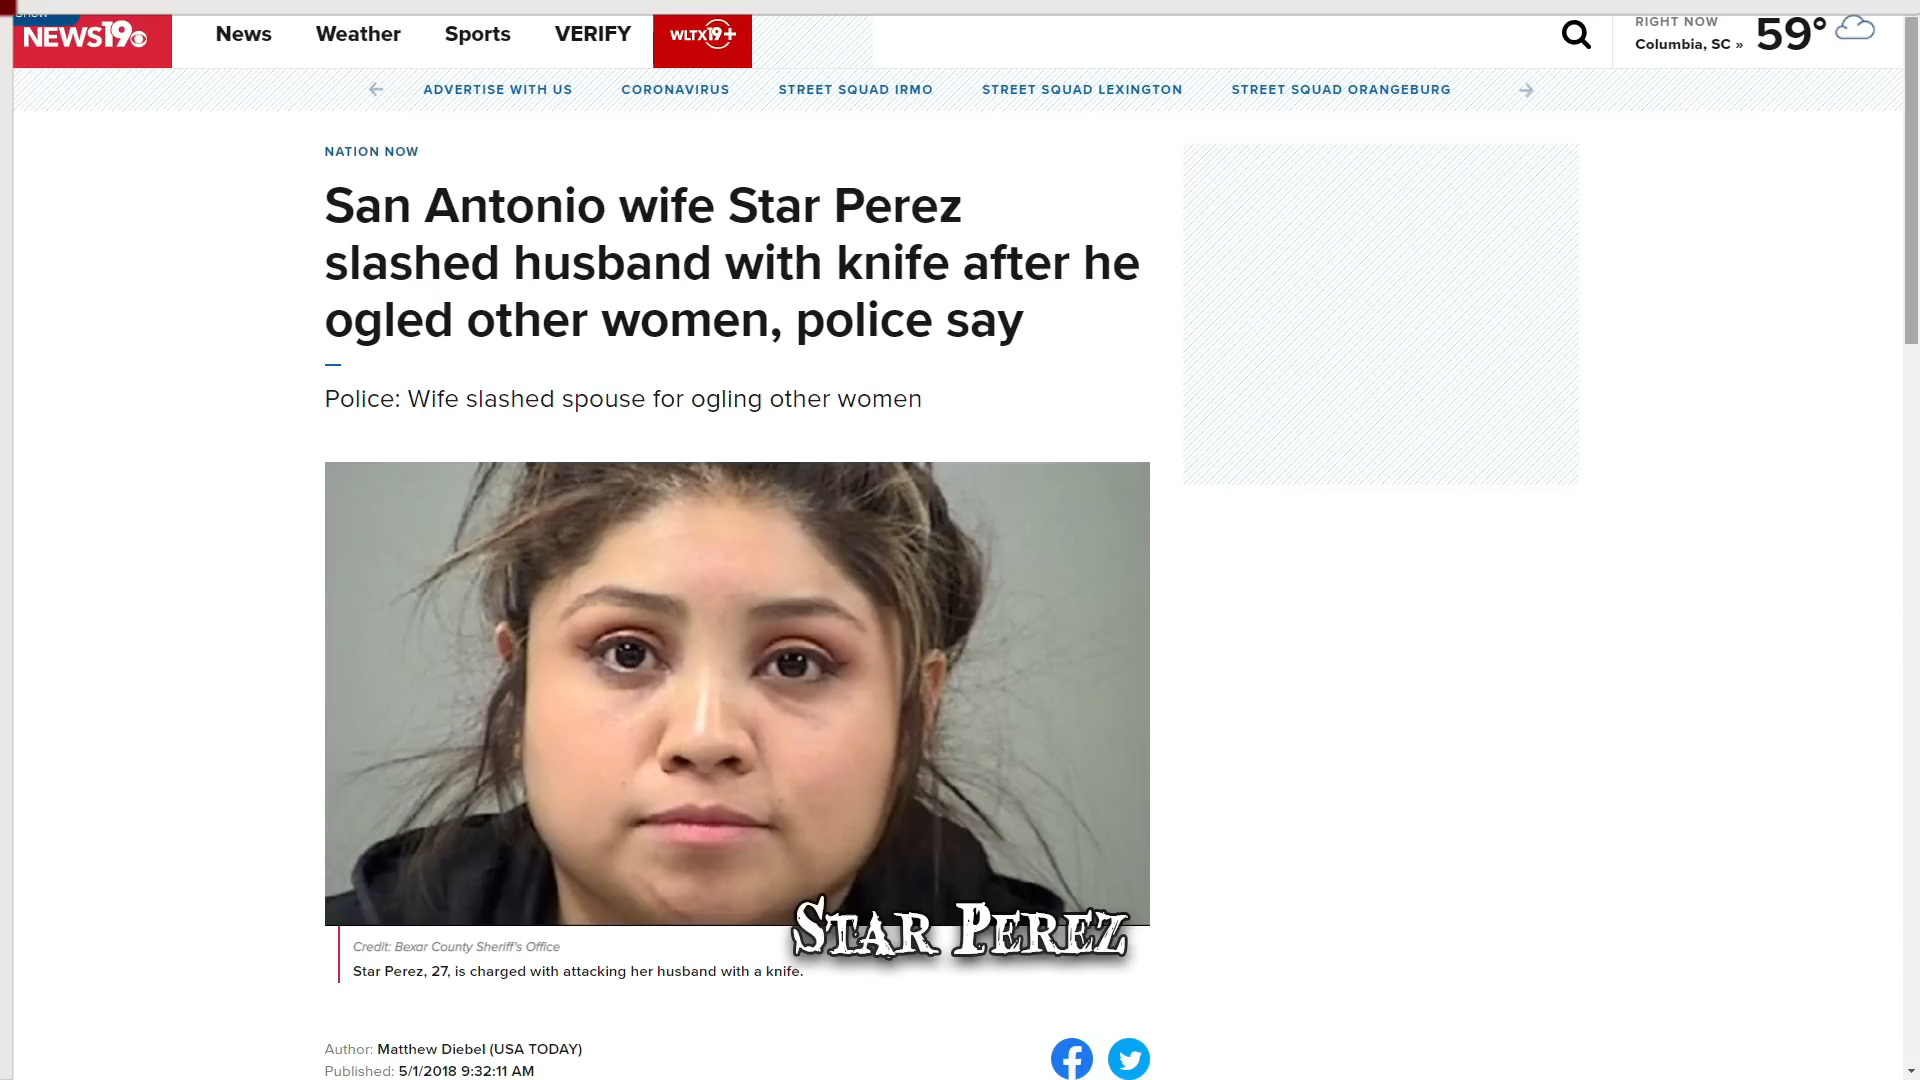 NEWS19
News
Weather
Sports
VERIFY
WLTX19+
RIGHT NOW
Columbia, SC »
59°
ADVERTISE WITH US
CORONAVIRUS
STREET SQUAD IRMO
STREET SQUAD LEXINGTON
STREET SQUAD ORANGEBURG
NATION NOW
San Antonio wife Star Perez
slashed husband with knife after he
ogled other women, police say
Police: Wife slashed spouse for ogling other women
STAR PEREZ
Credit: Bexar County Sheriff's Office
Star Perez, 27, is charged with attacking her husband with a knife.
Author: Matthew Diebel (USA TODAY)
Published: 5/1/2018 9:32:11 AM